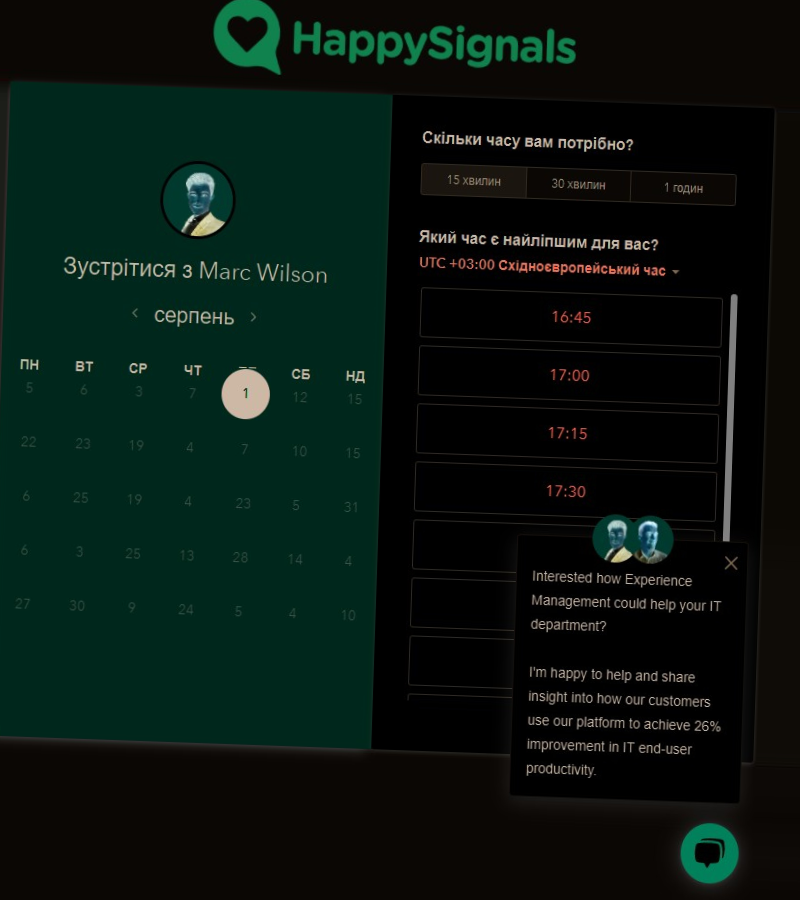 HappySignals
Зустрітися з Marc Wilson
серпень
ПН ВТ СР ЧТ СБ НД
5 6 3 7 1 12 15
22 23 19 4 7 10 15
6 25 19 4 23 5 31
6 3 25 13 28 14 4
27 30 9 24 5 4 10
Скільки часу вам потрібно?
15 хвилин 30 хвилин 1 годин
Який час є найліпшим для вас?
UTC +03:00 Східноєвропейський час
16:45
17:00
17:15
17:30
Interested how Experience
Management could help your IT
department?
I'm happy to help and share
insight into how our customers
use our platform to achieve 26%
improvement in IT end-user
productivity.